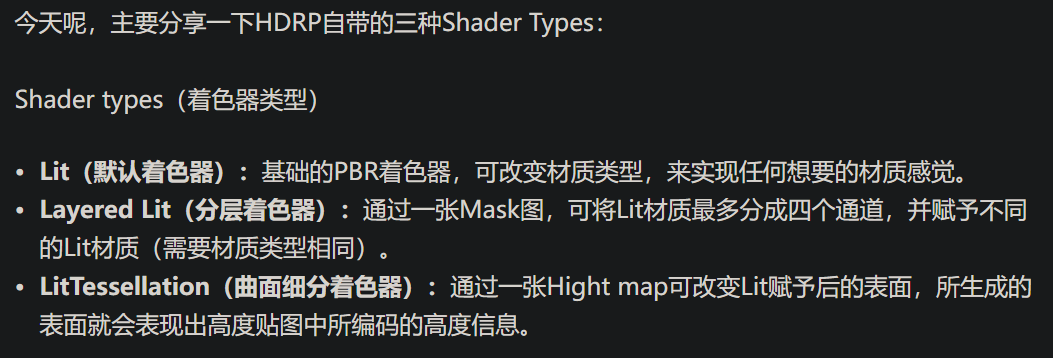 今天呢，主要分享一下HDRP自带的三种Shader Types：
Shader types（着色器类型）
• Lit（默认着色器）：基础的PBR着色器，可改变材质类型，来实现任何想要的材质感觉。
• Layered Lit（分层着色器）：通过一张Mask图，可将Lit材质最多分成四个通道，并赋予不同
的Lit材质（需要材质类型相同）。
• LitTessellation（曲面细分着色器）：通过一张Hight map可改变Lit赋予后的表面，所生成的
表面就会表现出高度贴图中所编码的高度信息。